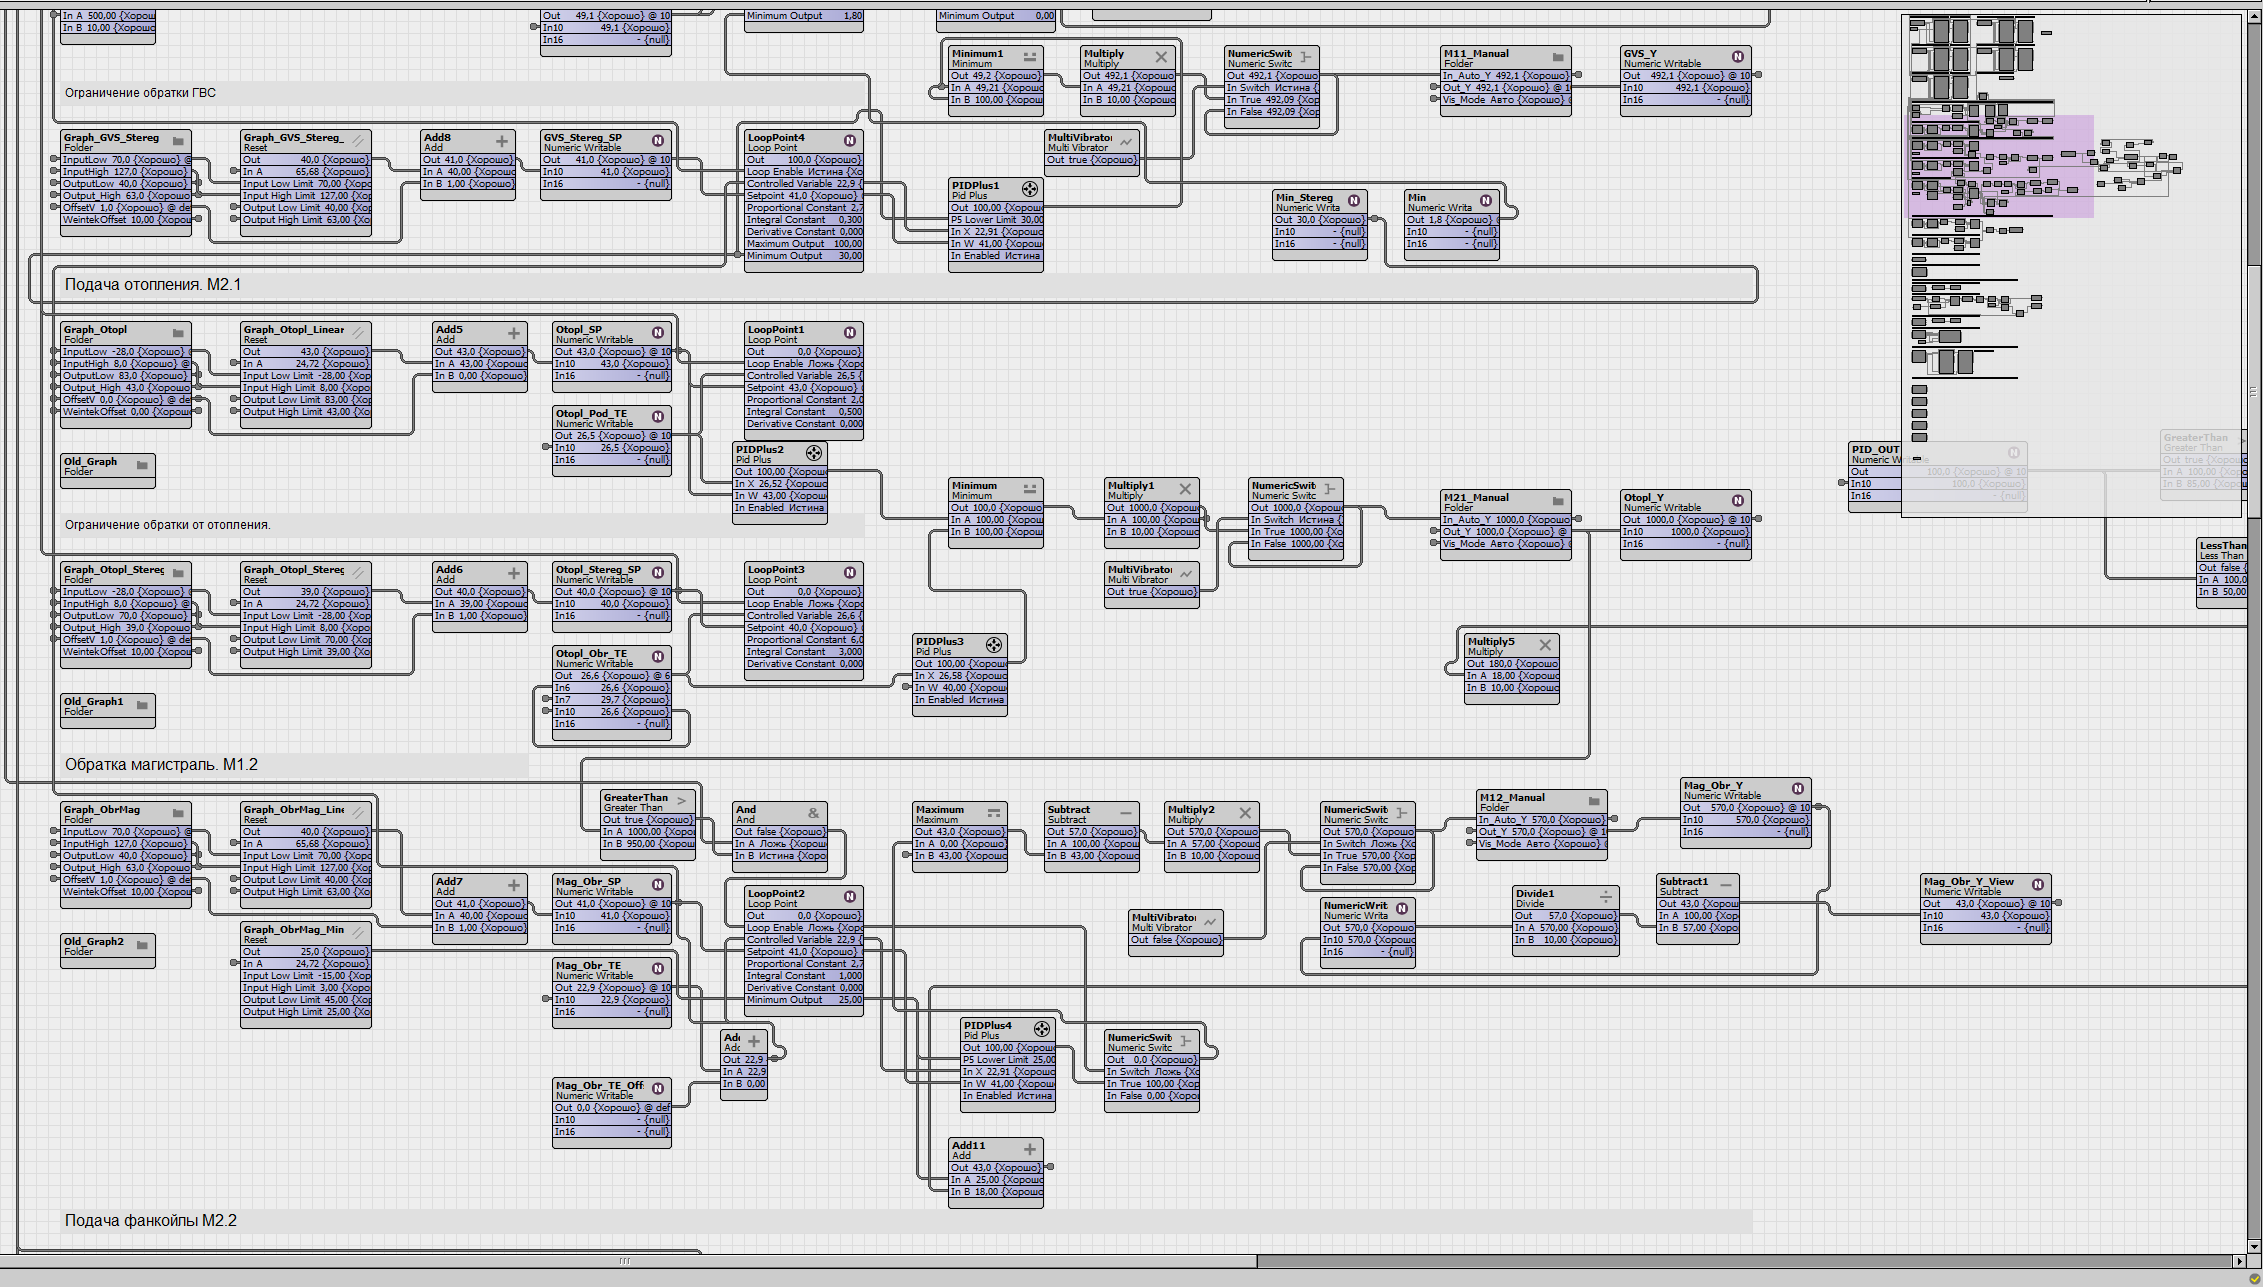 In A 500,00 {Хорошо
In B 10,00 {Хорошо
Out 49,1 {Хорошо} @ 10
In10 49,1 {Хорошо}
In16 - {null}
Minimum Output 1,80
Minimum Output 0,00
Minimum1
Minimum
Out 49,2 {Хорошо
In A 49,21 {Хорошо
In B 100,00 {Хорош
Multiply
Multiply
Out 492,1 {Хорошо
In A 49,21 {Хорошо
In B 10,00 {Хорошо
NumericSwit
Numeric Switc
Out 492,1 {Хорошо}
In Switch Истина {Х
In True 492,09 {Хор
In False 492,09 {Хор
M11_Manual
Folder
In_Auto_Y 492,1 {Хорошо}
Out_Y 492,1 {Хорошо} @ 1
Vis_Mode Авто {Хорошо} (
GVS_Y
Numeric Writable
Out 492,1 {Хорошо} @ 10
In10 492,1 {Хорошо}
In16 - {null}
Ограничение обратки ГВС
Graph_GVS_Stereg
Folder
InputLow 70,0 {Хорошо} @
InputHigh 127,0 {Хорошо}
OutputLow 40,0 {Хорошо}
Output_High 63,0 {Хорошо}
OffsetV 1,0 {Хорошо} @ de
WeintekOffset 10,00 {Хорош
Graph_GVS_Stereg_
Reset
Out 40,0 {Хорошо}
In A 65,68 {Хорошо}
Input Low Limit 70,00 {Хор
Input High Limit 127,00 {Хо
Output Low Limit 40,00 {Хо
Output High Limit 63,00 {Хо
Add8
Add
Out 41,0 {Хорошо}
In A 40,00 {Хорошо
In B 1,00 {Хорошо}
GVS_Stereg_SP
Numeric Writable
Out 41,0 {Хорошо} @ 10
In10 41,0 {Хорошо}
In16 - {null}
LoopPoint4
Loop Point
Out 100,0 {Хорошо}
Loop Enable Истина {Хо
Controlled Variable 22,9 {
Setpoint 41,0 {Хорошо}
Proportional Constant 2,7
Integral Constant 0,300
Derivative Constant 0,000
Maximum Output 100,00
Minimum Output 30,00
MultiVibrator
Multi Vibrator
Out true {Хорошо}
PIDPlus1
Pid Plus
Out 100,00 {Хорош
P5 Lower Limit 30,00
In X 22,91 {Хорошо
In W 41,00 {Хорошо
In Enabled Истина
Min_Stereg
Numeric Writa
Out 30,0 {Хорошо}
In10 - {null}
In16 - {null}
Min
Numeric Writa
Out 1,8 {Хорошо}
In10 - {null}
In16 - {null}
Подача отопления. М2.1
Graph_Otopl
Folder
InputLow -28,0 {Хорошо}
InputHigh 8,0 {Хорошо} @
OutputLow 83,0 {Хорошо}
Output_High 43,0 {Хорошо}
OffsetV 0,0 {Хорошо} @ de
WeintekOffset 0,00 {Хорошо
Graph_Otopl_Linear
Reset
Out 43,0 {Хорошо}
In A 24,72 {Хорошо}
Input Low Limit -28,00 {Хор
Input High Limit 8,00 {Хоро
Output Low Limit 83,00 {Хо
Output High Limit 43,00 {Хо
Add5
Add
Out 43,0 {Хорошо}
In A 43,00 {Хорошо
In B 0,00 {Хорошо}
Otopl_SP
Numeric Writable
Out 43,0 {Хорошо} @ 10
In10 43,0 {Хорошо}
In16 - {null}
LoopPoint1
Loop Point
Out 0,0 {Хорошо}
Loop Enable Ложь {Хорс
Controlled Variable 26,5 {
Setpoint 43,0 {Хорошо}
Proportional Constant 2,0
Integral Constant 0,500
Derivative Constant 0,000
Otopl_Pod_TE
Numeric Writable
Out 26,5 {Хорошо} @ 10
In10 26,5 {Хорошо}
In16 - {null}
Old_Graph
Folder
PIDPlus2
Pid Plus
Out 100,00 {Хорош
In X 26,52 {Хорошо
In W 43,00 {Хорошо
In Enabled Истина
PID_OUT
Numeric Writable
Out 100,0 {Хорошо} @ 10
In10 100,0 {Хорошо}
In16 - {null}
GreaterThan
Greater Than
Out true {Хорошо}
In A 100,00 {Хо
In B 85,00 {Хо
Minimum
Minimum
Out 100,0 {Хорошо
In A 100,00 {Хорош
In B 100,00 {Хорош
Multiply1
Multiply
Out 1000,0 {Хорош
In A 100,00 {Хорош
In B 10,00 {Хорошо
NumericSwit
Numeric Switc
Out 1000,0 {Хорошо
In Switch Истина {Х
In True 1000,00 {Хо
In False 1000,00 {Хо
M21_Manual
Folder
In_Auto_Y 1000,0 {Хорошо}
Out_Y 1000,0 {Хорошо} @
Vis_Mode Авто {Хорошо} (
Otopl_Y
Numeric Writable
Out 1000,0 {Хорошо} @ 10
In10 1000,0 {Хорошо}
In16 - {null}
Ограничение обратки от отопления.
LessThan
Less Than
Out false {
In A 100,0
In B 50,00
Graph_Otopl_Stereg
Folder
InputLow -28,0 {Хорошо}
InputHigh 8,0 {Хорошо} @
OutputLow 70,0 {Хорошо}
Output_High 39,0 {Хорошо}
OffsetV 1,0 {Хорошо} @ de
WeintekOffset 10,00 {Хорош
Graph_Otopl_Stereg
Reset
Out 39,0 {Хорошо}
In A 24,72 {Хорошо}
Input Low Limit -28,00 {Хор
Input High Limit 8,00 {Хоро
Output Low Limit 70,00 {Хо
Output High Limit 39,00 {Хо
Add6
Add
Out 40,0 {Хорошо}
In A 39,00 {Хорошо
In B 1,00 {Хорошо}
Otopl_Stereg_SP
Numeric Writable
Out 40,0 {Хорошо} @ 10
In10 40,0 {Хорошо}
In16 - {null}
LoopPoint3
Loop Point
Out 0,0 {Хорошо}
Loop Enable Ложь {Хорс
Controlled Variable 26,6 {
Setpoint 40,0 {Хорошо}
Proportional Constant 6,0
Integral Constant 3,000
Derivative Constant 0,000
MultiVibrator
Multi Vibrator
Out true {Хорошо}
Otopl_Obr_TE
Numeric Writable
Out 26,6 {Хорошо} @ 6
In6 26,6 {Хорошо}
In7 29,7 {Хорошо}
In10 26,6 {Хорошо}
In16 - {null}
PIDPlus3
Pid Plus
Out 100,00 {Хорош
In X 26,58 {Хорошо
In W 40,00 {Хорошо
In Enabled Истина
Multiply5
Multiply
Out 180,0 {Хорошо
In A 18,00 {Хорошо
In B 10,00 {Хорошо
Old_Graph1
Folder
Обратка магистраль. М1.2
Graph_ObrMag
Folder
InputLow 70,0 {Хорошо} @
InputHigh 127,0 {Хорошо}
OutputLow 40,0 {Хорошо}
Output_High 63,0 {Хорошо}
OffsetV 1,0 {Хорошо} @ de
WeintekOffset 10,00 {Хорош
Graph_ObrMag_Line
Reset
Out 40,0 {Хорошо}
In A 65,68 {Хорошо}
Input Low Limit 70,00 {Хор
Input High Limit 127,00 {Хо
Output Low Limit 40,00 {Хо
Output High Limit 63,00 {Хо
GreaterThan
Greater Than
Out true {Хорошо}
In A 1000,00 {Хорош
In B 950,00 {Хорош
And
And
Out false {Хорошо}
In A Ложь {Хорошо}
In B Истина {Хоро
Maximum
Maximum
Out 43,0 {Хорошо}
In A 0,00 {Хорошо}
In B 43,00 {Хорошо
Subtract
Subtract
Out 57,0 {Хорошо}
In A 100,00 {Хорош
In B 43,00 {Хорошо
Multiply2
Multiply
Out 570,0 {Хорошо
In A 57,00 {Хорошо
In B 10,00 {Хорошо
NumericSwit
Numeric Switc
Out 570,0 {Хорошо}
In Switch Ложь {Хо
In True 570,00 {Хор
In False 570,00 {Хор
M12_Manual
Folder
In_Auto_Y 570,0 {Хорошо}
Out_Y 570,0 {Хорошо} @ 1
Vis_Mode Авто {Хорошо} (
Mag_Obr_Y
Numeric Writable
Out 570,0 {Хорошо} @ 10
In10 570,0 {Хорошо}
In16 - {null}
Add7
Add
Out 41,0 {Хорошо}
In A 40,00 {Хорошо
In B 1,00 {Хорошо}
Mag_Obr_SP
Numeric Writable
Out 41,0 {Хорошо} @ 10
In10 41,0 {Хорошо}
In16 - {null}
LoopPoint2
Loop Point
Out 0,0 {Хорошо}
Loop Enable Ложь {Хорс
Controlled Variable 22,9 {
Setpoint 41,0 {Хорошо}
Proportional Constant 2,7
Integral Constant 1,000
Derivative Constant 0,000
Minimum Output 25,00
MultiVibrator
Multi Vibrator
Out false {Хорошо}
NumericWrit
Numeric Writa
Out 570,0 {Хорошо}
In10 570,0 {Хорошо
In16 - {null}
Divide1
Divide
Out 57,0 {Хорошо}
In A 570,00 {Хорошо
In B 10,00 {Хорошо}
Subtract1
Subtract
Out 43,0 {Хорошо
In A 100,00 {Хор
In B 57,00 {Хорс
Mag_Obr_Y_View
Numeric Writable
Out 43,0 {Хорошо} @ 10
In10 43,0 {Хорошо}
In16 - {null}
Old_Graph2
Folder
Graph_ObrMag_Min
Reset
Out 25,0 {Хорошо}
In A 24,72 {Хорошо}
Input Low Limit -15,00 {Хор
Input High Limit 3,00 {Хоро
Output Low Limit 45,00 {Хо
Output High Limit 25,00 {Хо
Mag_Obr_TE
Numeric Writable
Out 22,9 {Хорошо} @ 10
In10 22,9 {Хорошо}
In16 - {null}
Add
Add
Out 22,9
In A 22,9
In B 0,00
PIDPlus4
Pid Plus
Out 100,00 {Хорош
P5 Lower Limit 25,00
In X 22,91 {Хорошо
In W 41,00 {Хорошо
In Enabled Истина
NumericSwit
Numeric Switc
Out 0,0 {Хорошо}
In Switch Ложь {Хо
In True 100,00 {Хор
In False 0,00 {Хоро
Mag_Obr_TE_Off
Numeric Writable
Out 0,0 {Хорошо} @ def
In10 - {null}
In16 - {null}
Add11
Add
Out 43,0 {Хорошо}
In A 25,00 {Хорошо
In B 18,00 {Хорошо
Подача фанкойлы М2.2